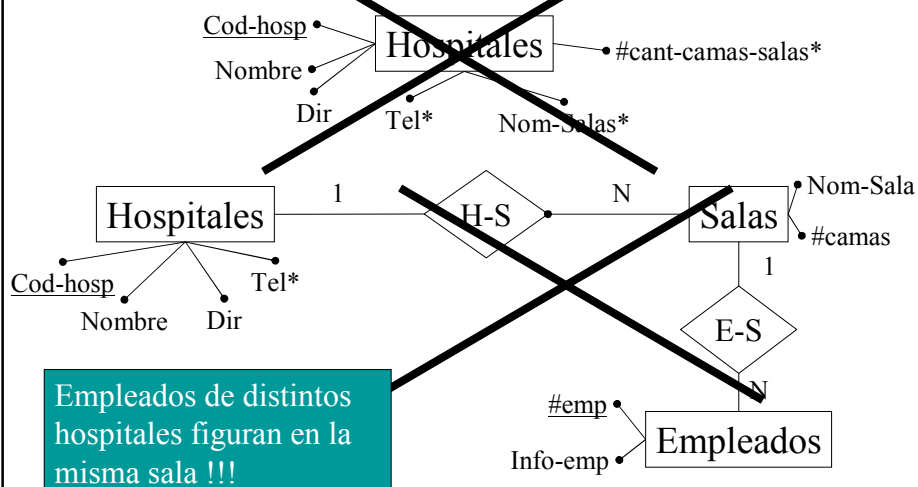 Cod-hosp
Hospitales
#cant-camas-salas*
Nombre
Dir
Tel*
Nom-Salas*
Hospitales
1
H-S
N
Salas
Nom-Sala
#camas
Cod-hosp
Nombre
Dir
Tel*
1
E-S
N
Empleados de distintos
hospitales figuran en la
misma sala !!!
#emp
Info-emp
Empleados